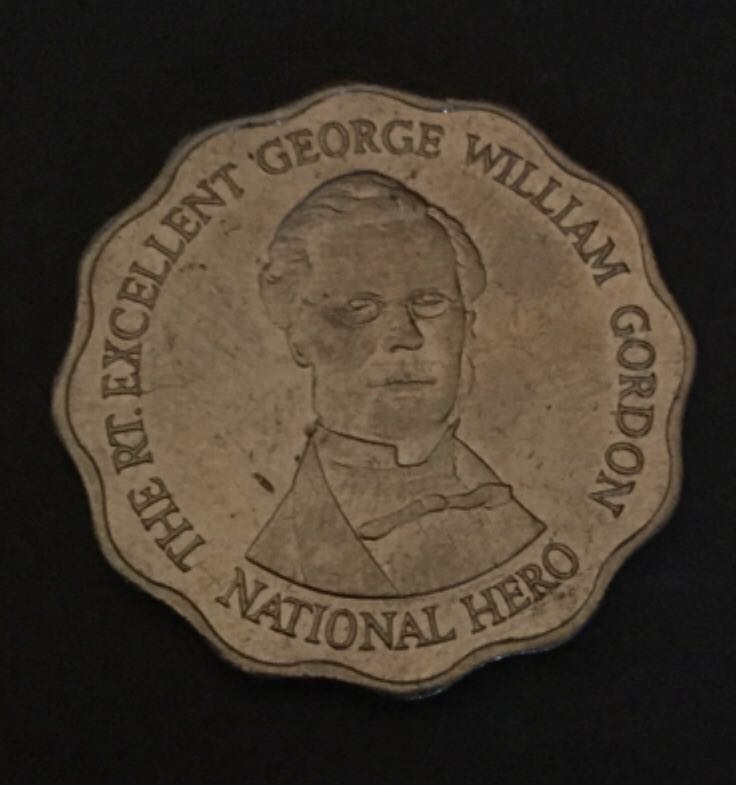 THE RT. EXCELLENT GEORGE WILLIAM GORDON
NATIONAL HERO